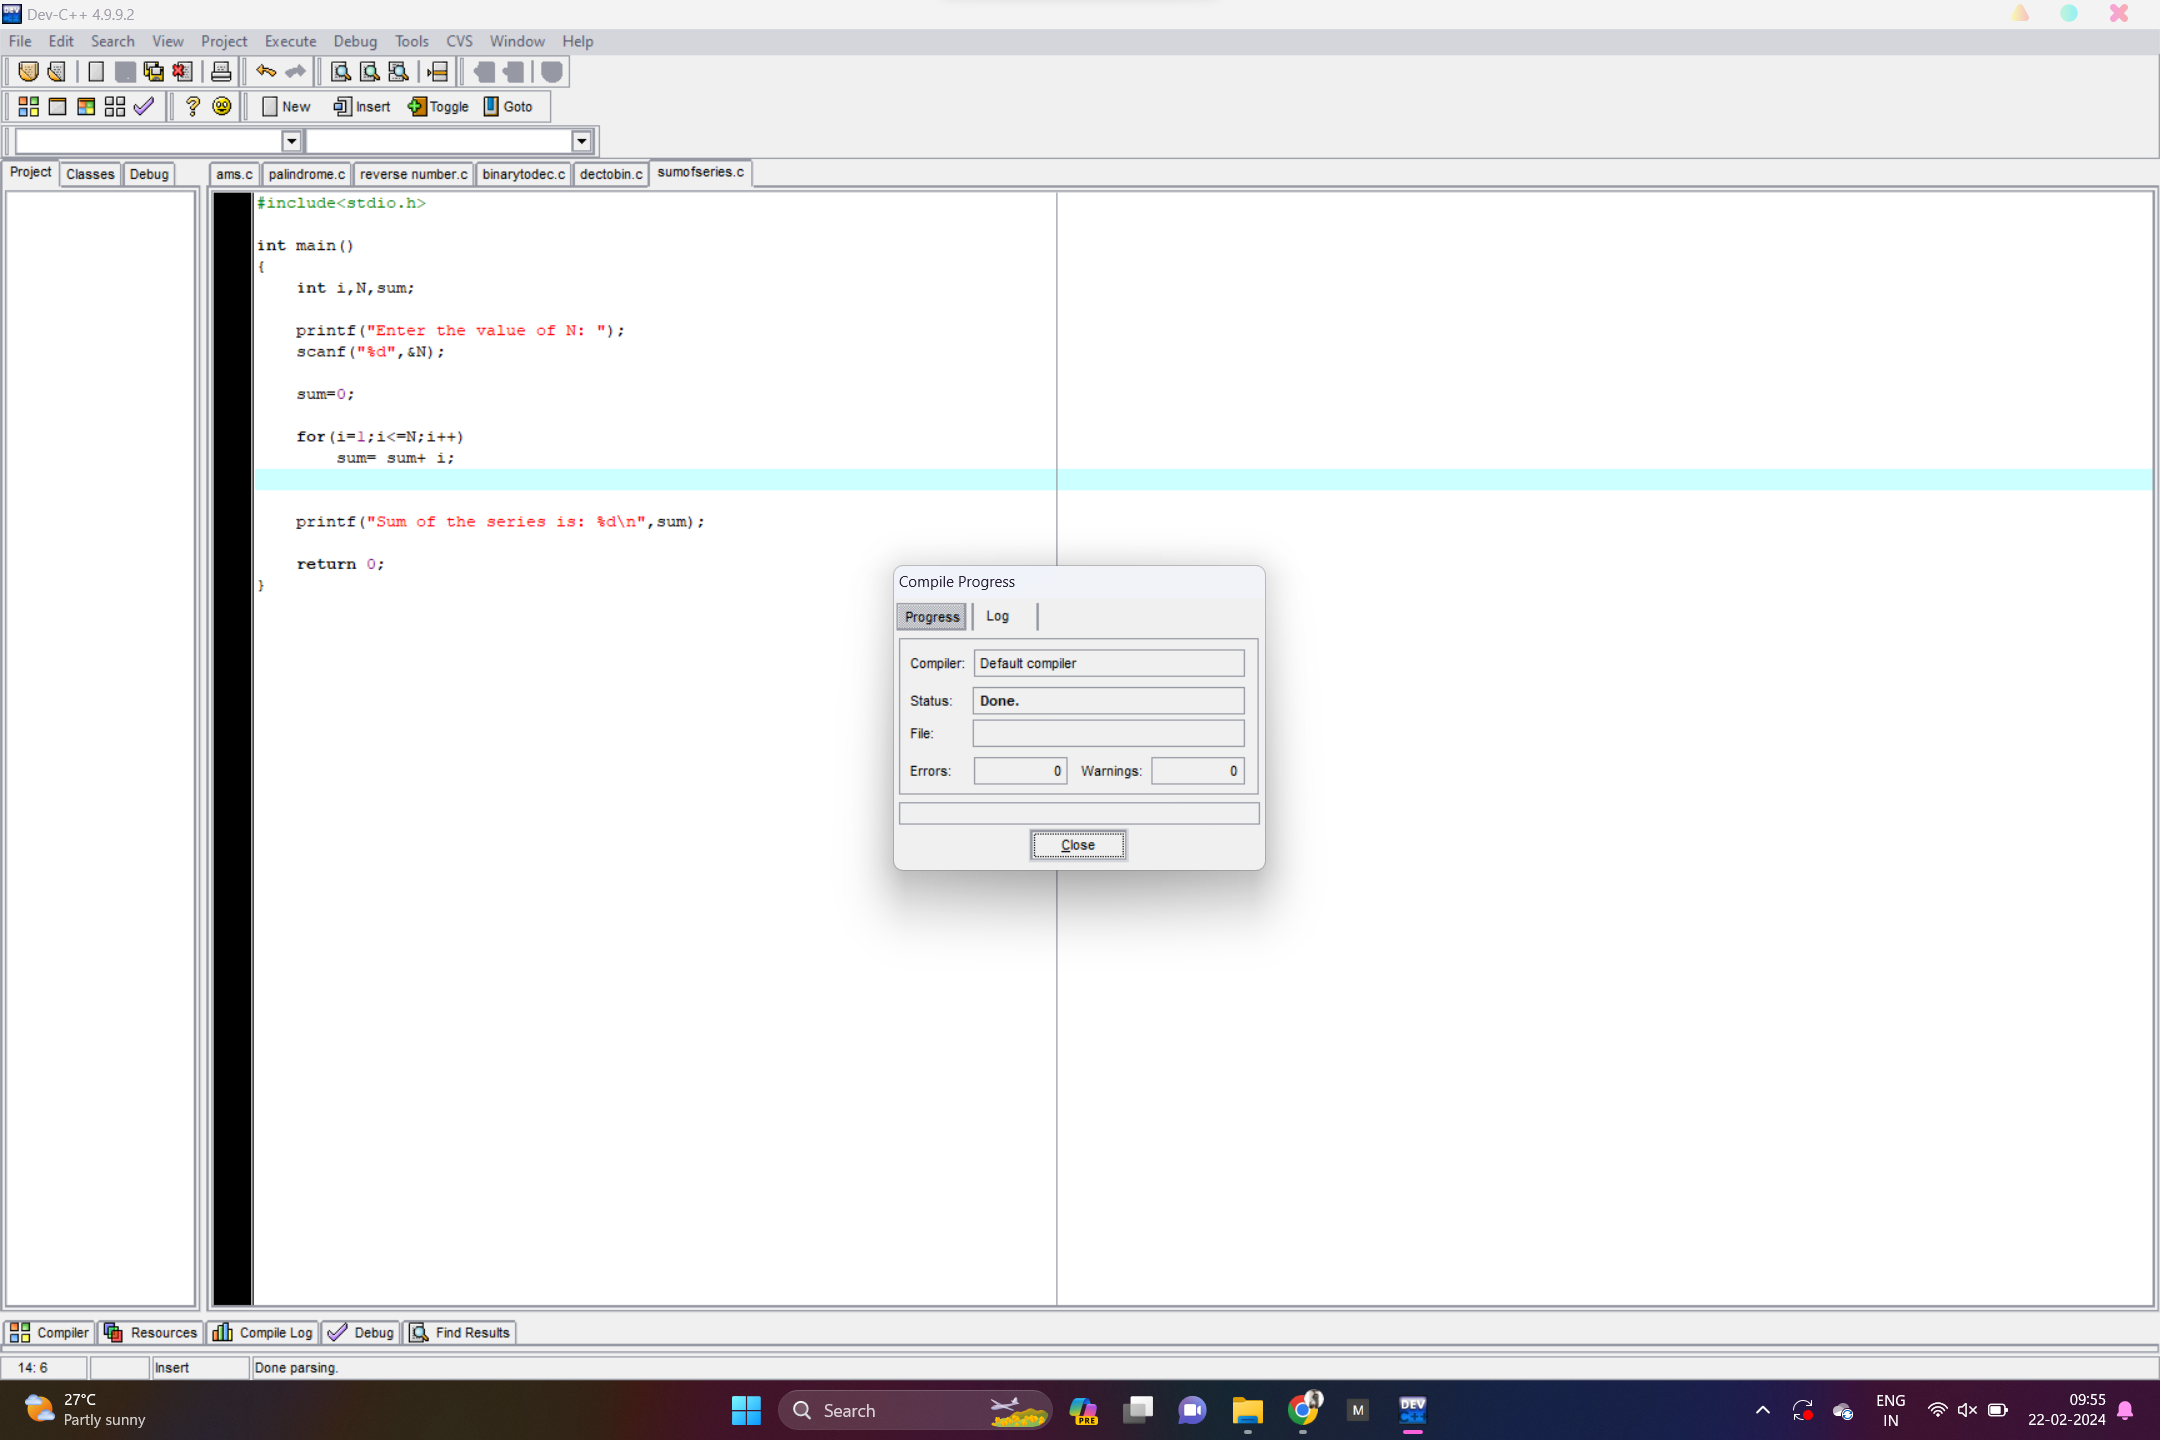 Dev-C++ 4.9.9.2
File Edit Search View Project Execute Debug Tools CVS Window Help
New Insert Toggle Goto
Project Classes Debug ams.c palindrome.c reverse number.c binarytodec.c dectobin.c sumofseries.c
#include<stdio.h>
int main()
{
int i,N,sum;
printf("Enter the value of N: ");
scanf("%d",&N);
sum=0;
for(i=1;i<=N;i++)
sum= sum+ i;
printf("Sum of the series is: %d\n",sum);
return 0;
}
Compile Progress
Progress Log
Compiler: Default compiler
Status: Done.
File:
Errors: 0 Warnings: 0
Close
Compiler Resources Compile Log Debug Find Results
14: 6 Insert Done parsing.
27°C
Partly sunny
Search
PRE
M
DEV
C++
ENG
IN
09:55
22-02-2024